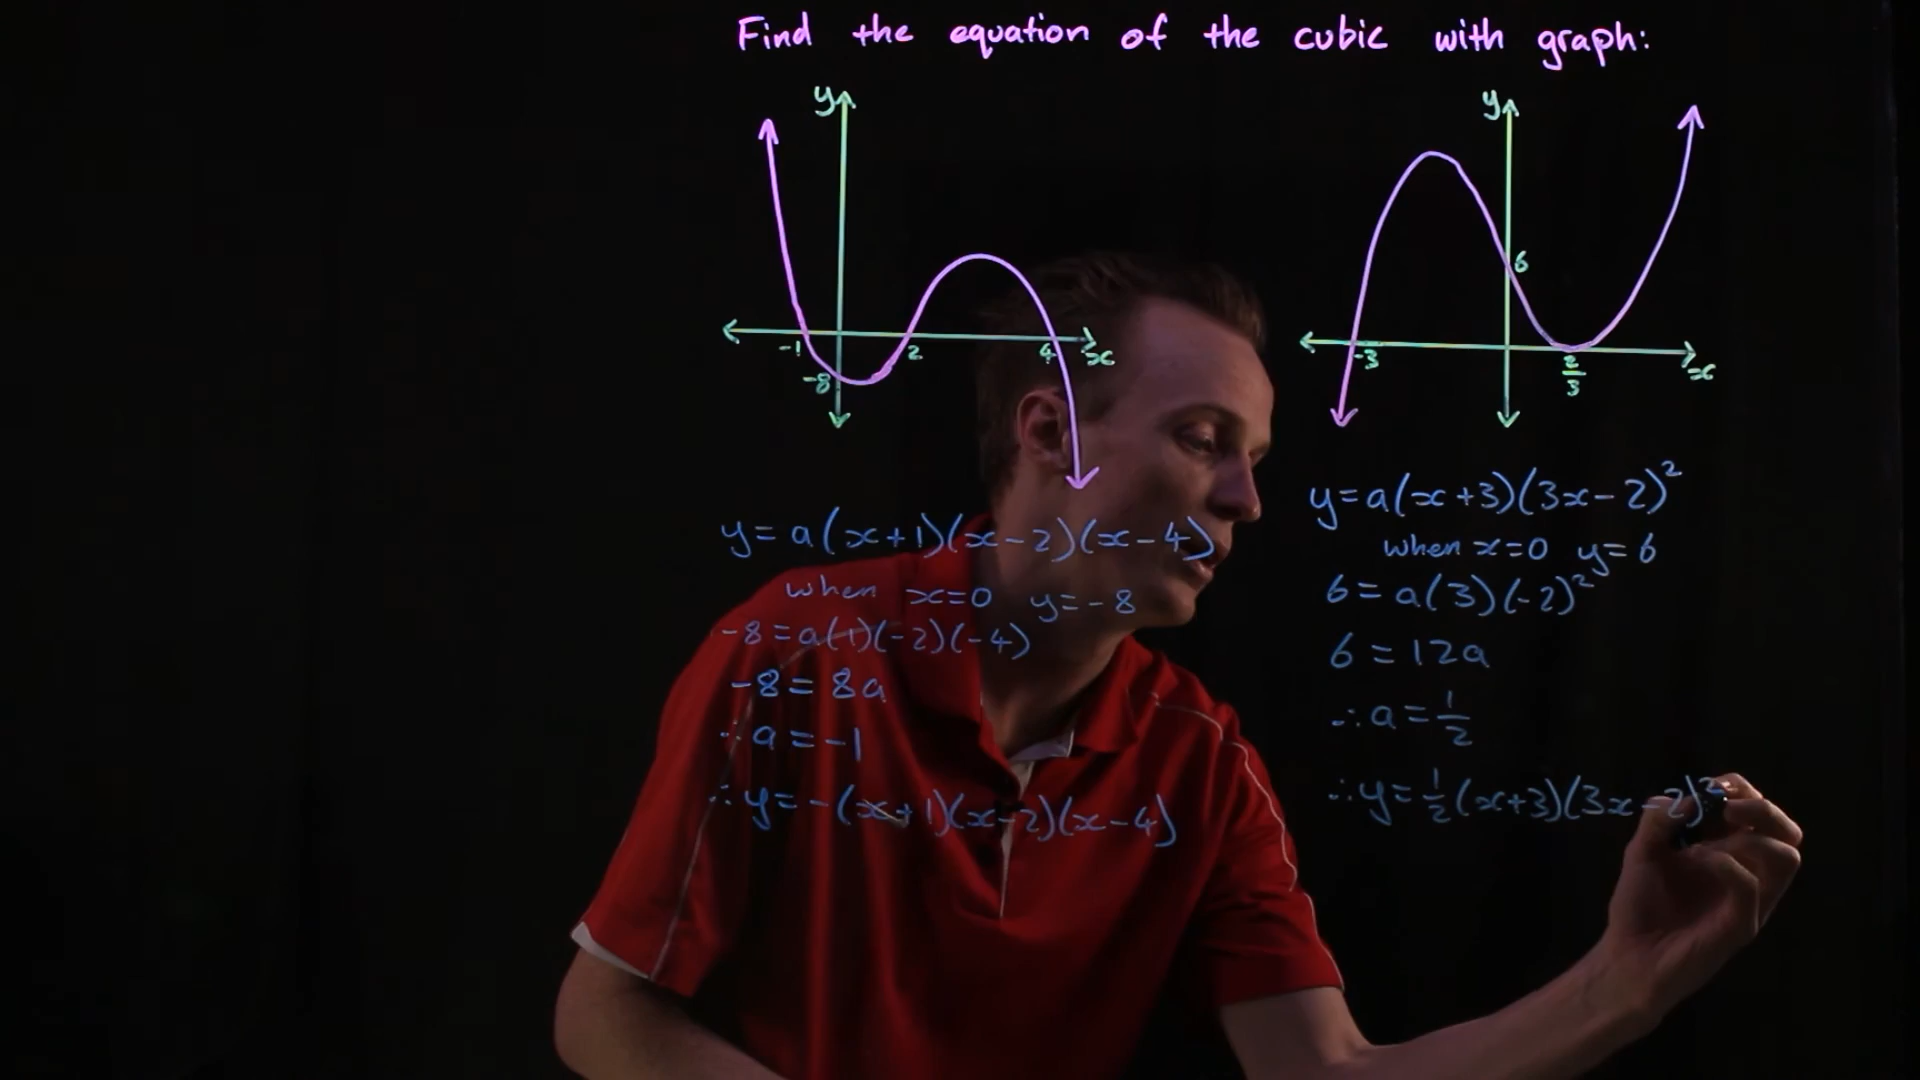 Find the equation of the cubic with graph:
y
-1
2
4
x
-8
y
6
-3
2/3
x
y=a(x+1)(x-2)(x-4)
when x=0 y=-8
-8=a(1)(-2)(-4)
-8=8a
∴a=-1
∴y=-(x+1)(x-2)(x-4)
y=a(x+3)(3x-2)²
when x=0 y=6
6=a(3)(-2)²
6=12a
∴a=1/2
∴y=1/2(x+3)(3x-2)²